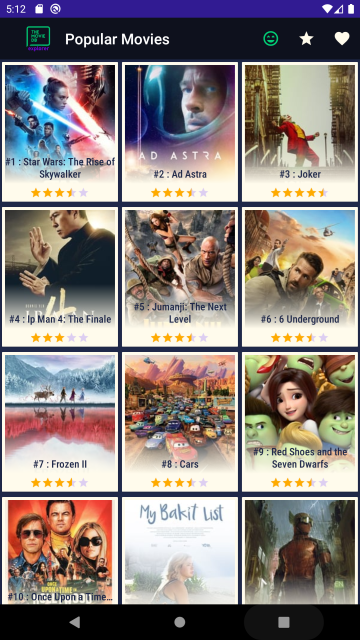 5:12
THE
MOVIE
DB
explorer
Popular Movies
#1 : Star Wars: The Rise of
Skywalker
AD ASTRA
#2 : Ad Astra
#3 : Joker
#4 : Ip Man 4: The Finale
#5 : Jumanji: The Next
Level
#6 : 6 Underground
#7 : Frozen II
#8 : Cars
#9 : Red Shoes and the
Seven Dwarfs
#10 : Once Upon a Time…
My Bakit List